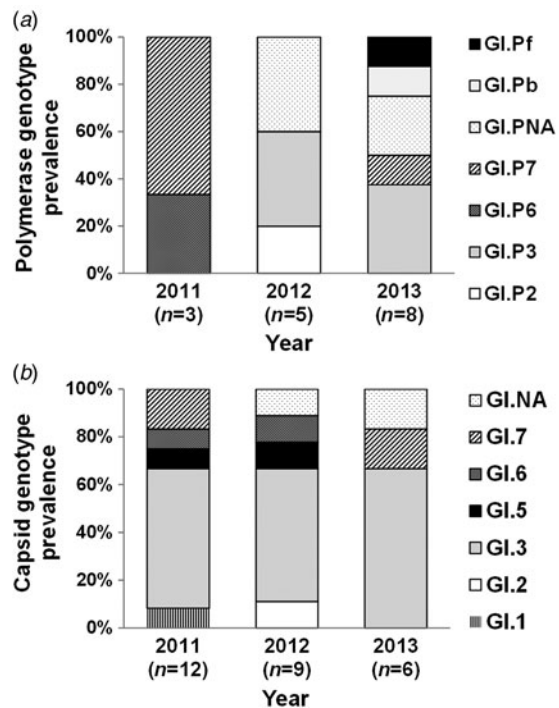 (a)
100%
80%
60%
40%
20%
0%
Polymerase genotype
prevalence
2011
(n=3)
2012
(n=5)
2013
(n=8)
Year
GI.Pf
GI.Pb
GI.PNA
GI.P7
GI.P6
GI.P3
GI.P2
(b)
100%
80%
60%
40%
20%
0%
Capsid genotype
prevalence
2011
(n=12)
2012
(n=9)
2013
(n=6)
Year
GI.NA
GI.7
GI.6
GI.5
GI.3
GI.2
GI.1